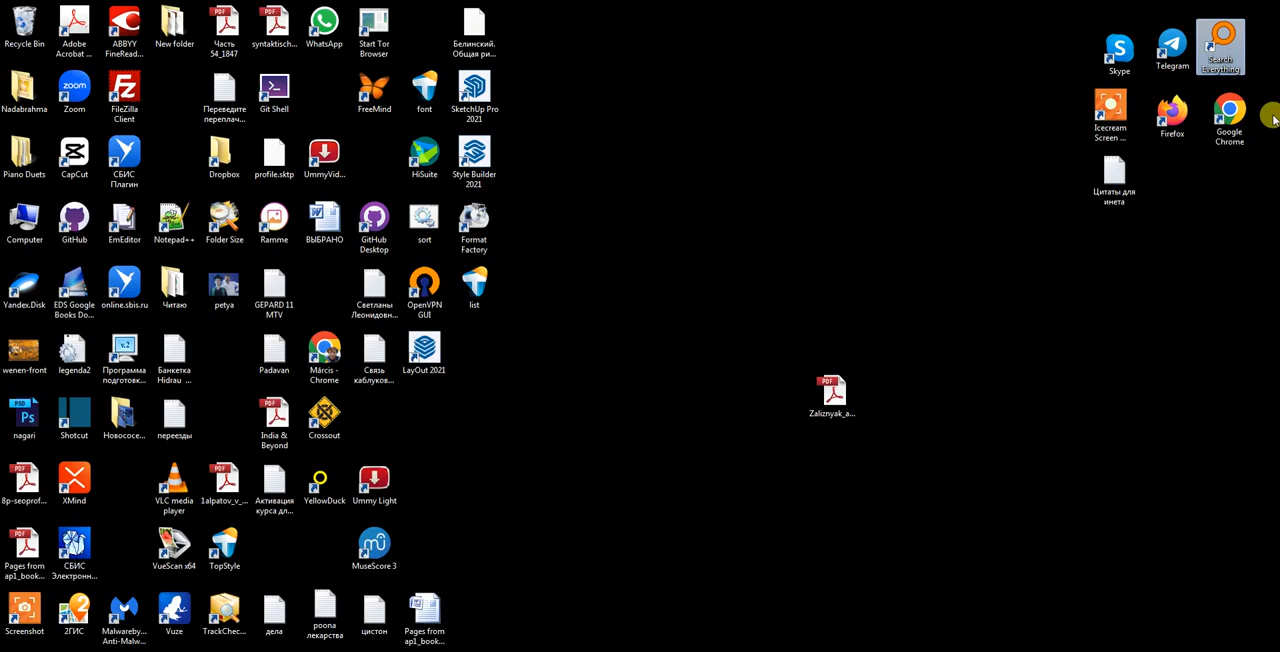 Recycle Bin
Adobe
Acrobat ...
ABBYY
FineRead...
New folder
Часть
54_1847
syntaktisch...
WhatsApp
Start Tor
Browser
Белинский.
Общая ри...
Skype
Telegram
Search
Everything
Nadabrahma
Zoom
FileZilla
Client
Переведите
переплач...
Git Shell
FreeMind
font
SketchUp Pro
2021
Icecream
Screen ...
Firefox
Google
Chrome
Piano Duets
CapCut
СБИС
Плагин
Dropbox
profile.sktp
UmmyVid...
HiSuite
Style Builder
2021
Цитаты для
инета
Computer
GitHub
EmEditor
Notepad++
Folder Size
Ramme
ВЫБРАНО
GitHub
Desktop
sort
Format
Factory
Yandex.Disk
EDS Google
Books Do...
online.sbis.ru
Читаю
petya
GEPARD 11
MTV
Светланы
Леонидовн...
OpenVPN
GUI
list
wenen-front
legenda2
Программа
подготовк...
Банкетка
Hidrau ...
Padavan
Mārcis -
Chrome
Связь
каблуков...
LayOut 2021
Zaliznyak_a...
nagari
Shotcut
Новососе...
переезды
India &
Beyond
Crossout
8p-seoprof...
XMind
VLC media
player
1alpatov_v_...
Активация
курса дл...
YellowDuck
Ummy Light
Pages from
ap1_book...
СБИС
Электронн...
VueScan x64
TopStyle
MuseScore 3
Screenshot
2ГИС
Malwareby...
Anti-Malw...
Vuze
TrackChec...
дела
poona
лекарства
цистон
Pages from
ap1_book...